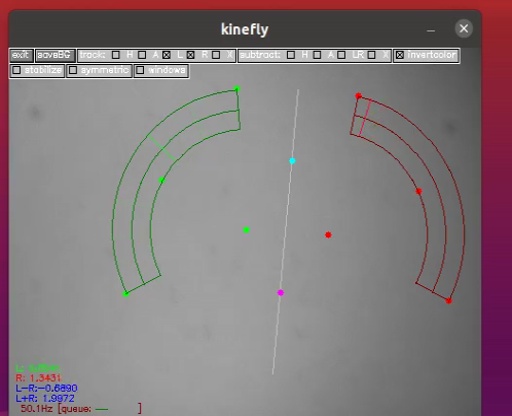 kinefly
exit saveBG track: H A L R X subtract: H A LR X invertcolor
stabilize symmetric windows
R: 1.3431
L-R:-0.6890
L+R: 1.9972
50.1Hz [queue: ]